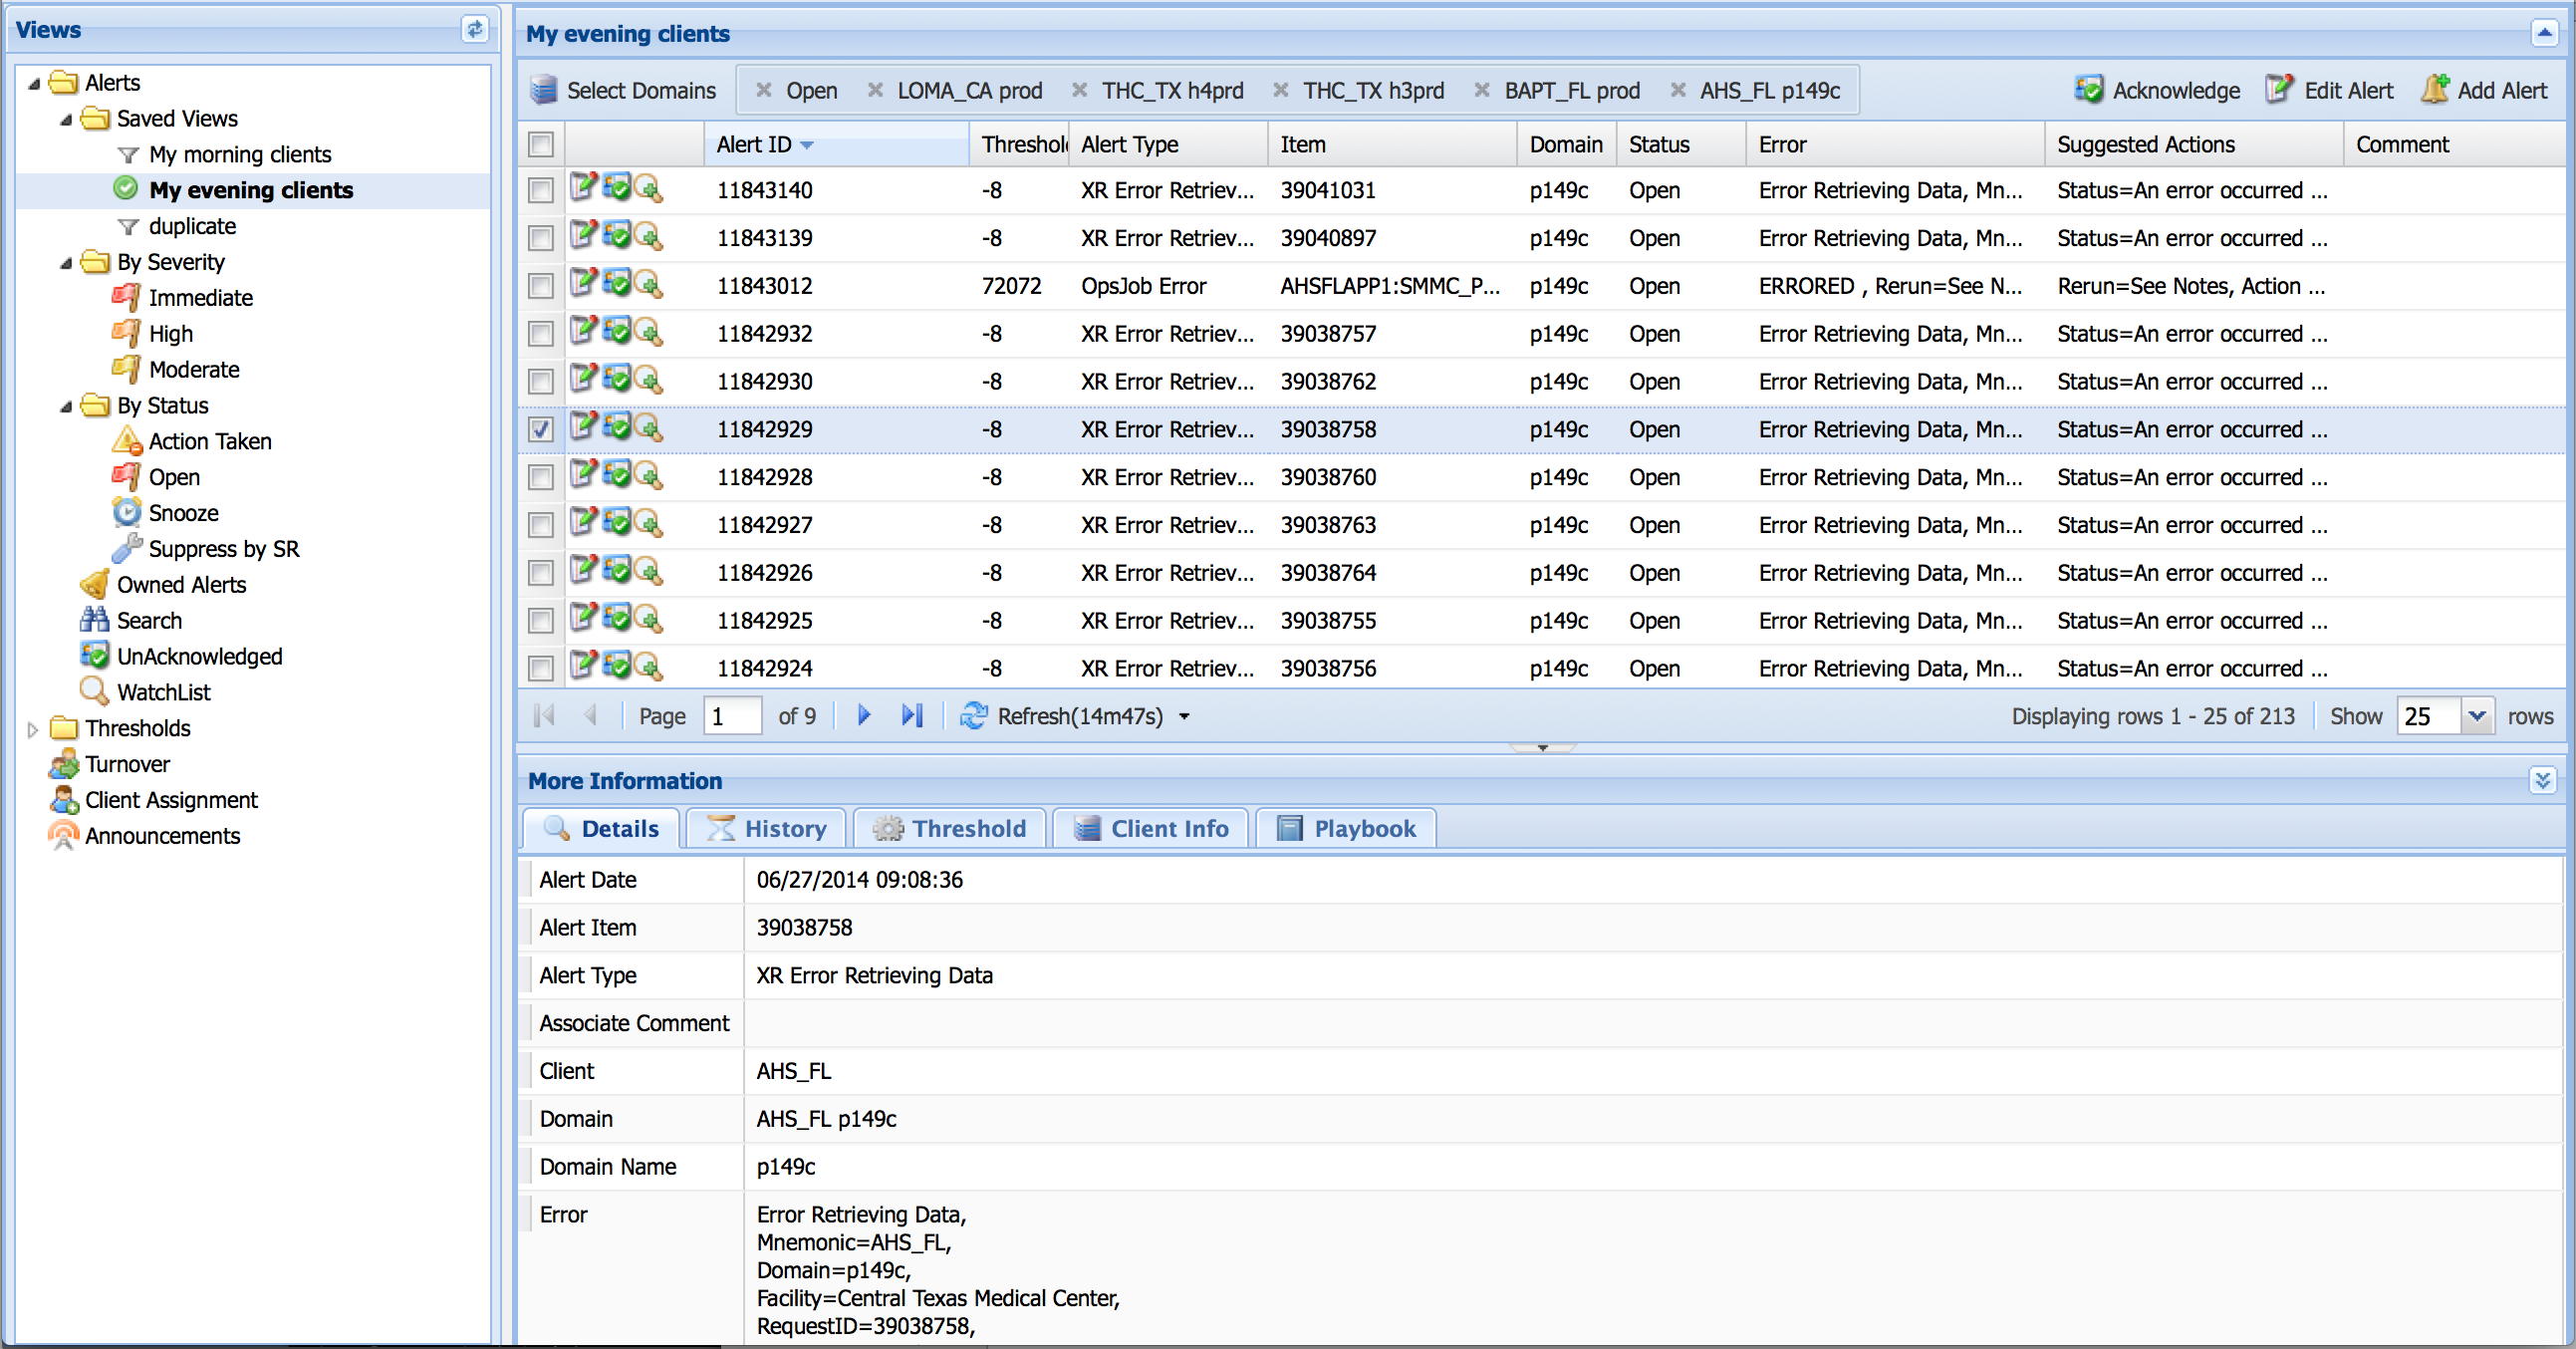 Views
Alerts
Saved Views
My morning clients
My evening clients
duplicate
By Severity
Immediate
High
Moderate
By Status
Action Taken
Open
Snooze
Suppress by SR
Owned Alerts
Search
UnAcknowledged
WatchList
Thresholds
Turnover
Client Assignment
Announcements
My evening clients
Select Domains Open LOMA_CA prod THC_TX h4prd THC_TX h3prd BAPT_FL prod AHS_FL p149c Acknowledge Edit Alert Add Alert
Alert ID Threshol Alert Type Item Domain Status Error Suggested Actions Comment
11843140 -8 XR Error Retriev... 39041031 p149c Open Error Retrieving Data, Mn... Status=An error occurred ...
11843139 -8 XR Error Retriev... 39040897 p149c Open Error Retrieving Data, Mn... Status=An error occurred ...
11843012 72072 OpsJob Error AHSFLAPP1:SMMC_P... p149c Open ERRORED , Rerun=See N... Rerun=See Notes, Action ...
11842932 -8 XR Error Retriev... 39038757 p149c Open Error Retrieving Data, Mn... Status=An error occurred ...
11842930 -8 XR Error Retriev... 39038762 p149c Open Error Retrieving Data, Mn... Status=An error occurred ...
11842929 -8 XR Error Retriev... 39038758 p149c Open Error Retrieving Data, Mn... Status=An error occurred ...
11842928 -8 XR Error Retriev... 39038760 p149c Open Error Retrieving Data, Mn... Status=An error occurred ...
11842927 -8 XR Error Retriev... 39038763 p149c Open Error Retrieving Data, Mn... Status=An error occurred ...
11842926 -8 XR Error Retriev... 39038764 p149c Open Error Retrieving Data, Mn... Status=An error occurred ...
11842925 -8 XR Error Retriev... 39038755 p149c Open Error Retrieving Data, Mn... Status=An error occurred ...
11842924 -8 XR Error Retriev... 39038756 p149c Open Error Retrieving Data, Mn... Status=An error occurred ...
Page 1 of 9 Refresh(14m47s) Displaying rows 1 - 25 of 213 Show 25 rows
More Information
Details History Threshold Client Info Playbook
Alert Date 06/27/2014 09:08:36
Alert Item 39038758
Alert Type XR Error Retrieving Data
Associate Comment
Client AHS_FL
Domain AHS_FL p149c
Domain Name p149c
Error Error Retrieving Data,
Mnemonic=AHS_FL,
Domain=p149c,
Facility=Central Texas Medical Center,
RequestID=39038758,